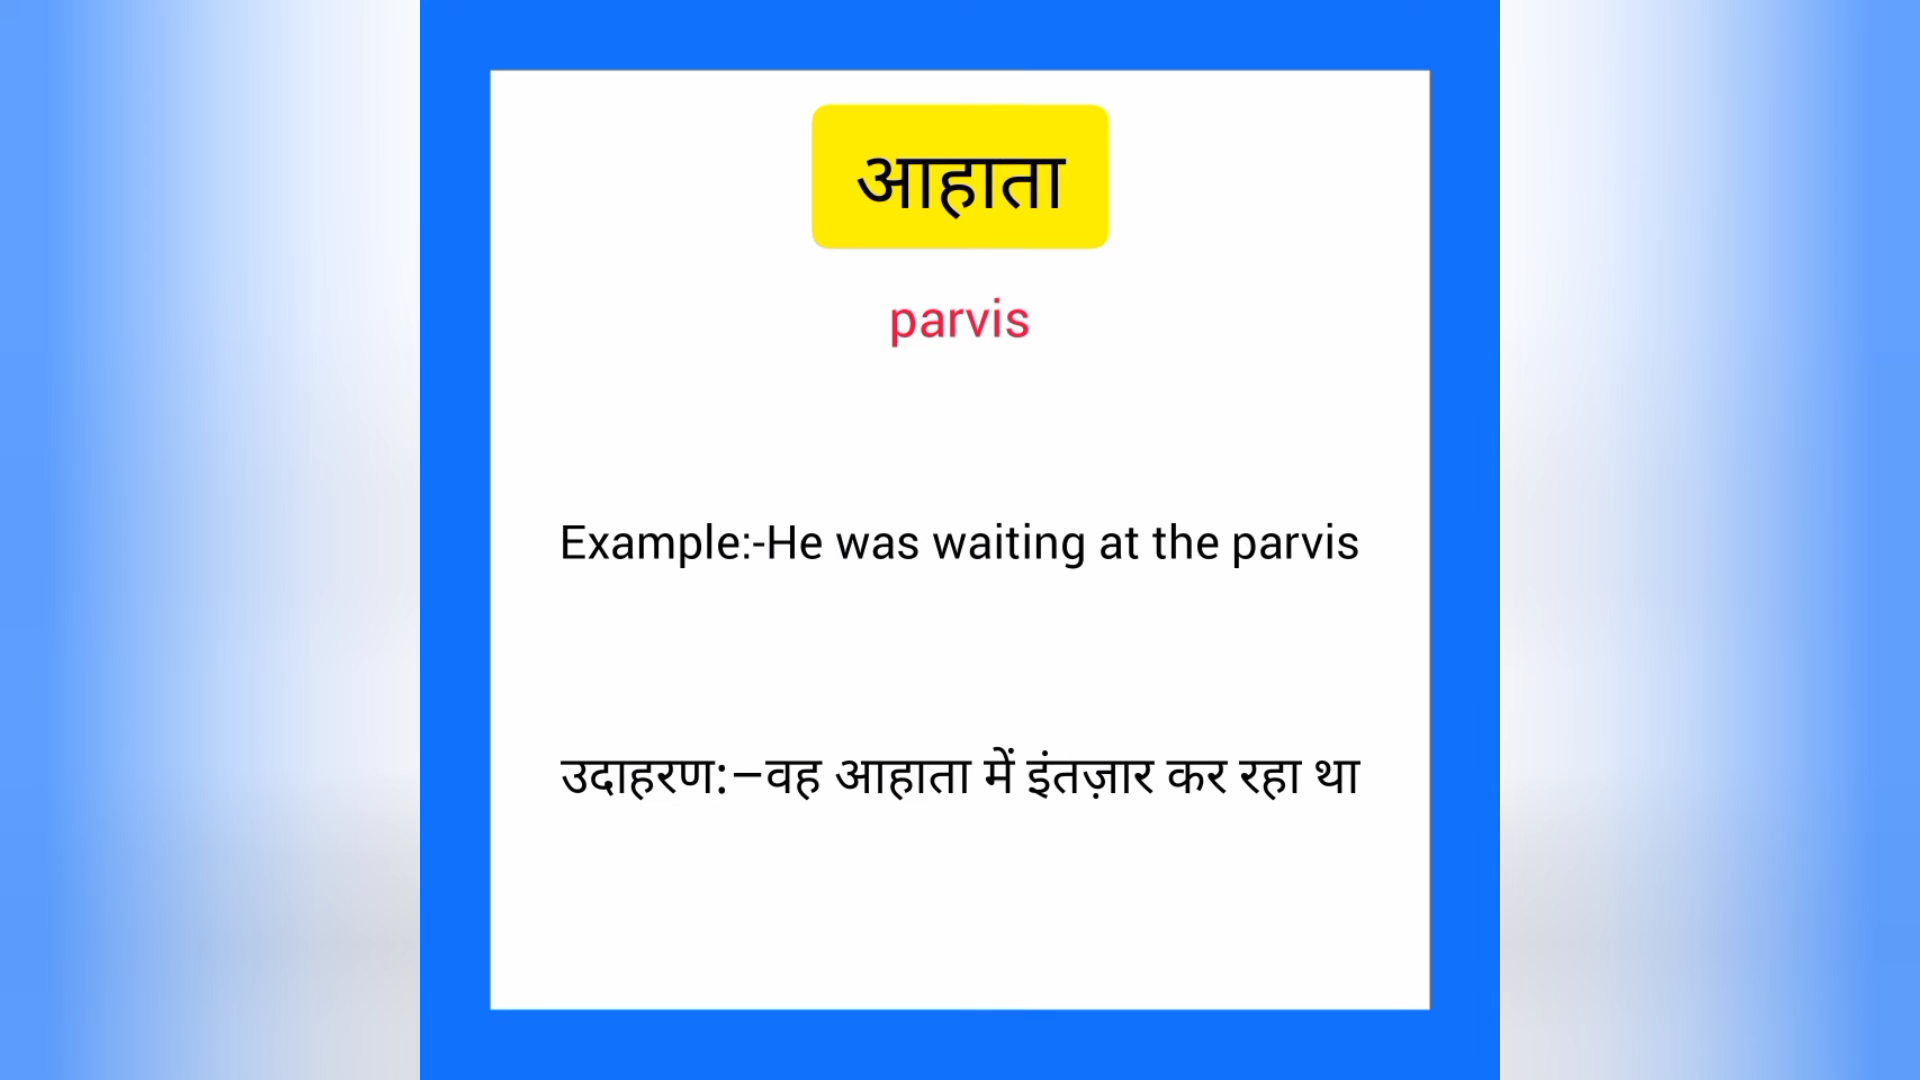 आहाता
parvis
Example:-He was waiting at the parvis
उदाहरण:–वह आहाता में इंतज़ार कर रहा था